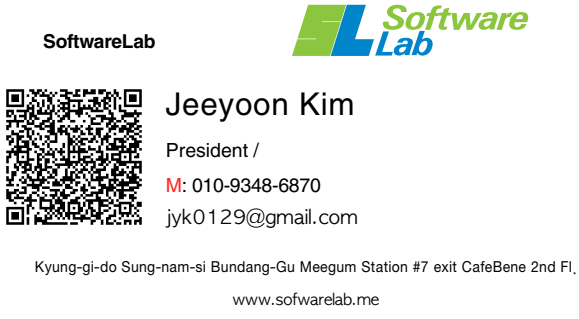 SoftwareLab
SL Software
Lab
Jeeyoon Kim
President /
M: 010-9348-6870
jyk0129@gmail.com
Kyung-gi-do Sung-nam-si Bundang-Gu Meegum Station #7 exit CafeBene 2nd Fl.
www.sofwarelab.me